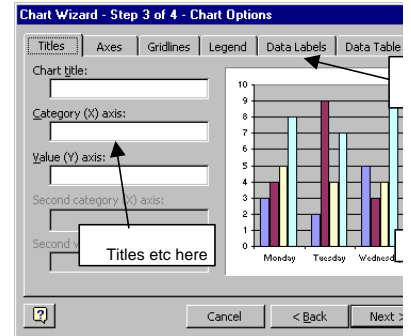 Chart Wizard - Step 3 of 4 - Chart Options
Titles Axes Gridlines Legend Data Labels Data Table
Chart title:
Category (X) axis:
Value (Y) axis:
Second category (X) axis:
Second
Titles etc here
10
9
8
7
6
5
4
3
2
1
0
Monday Tuesday
Cancel < Back Next >